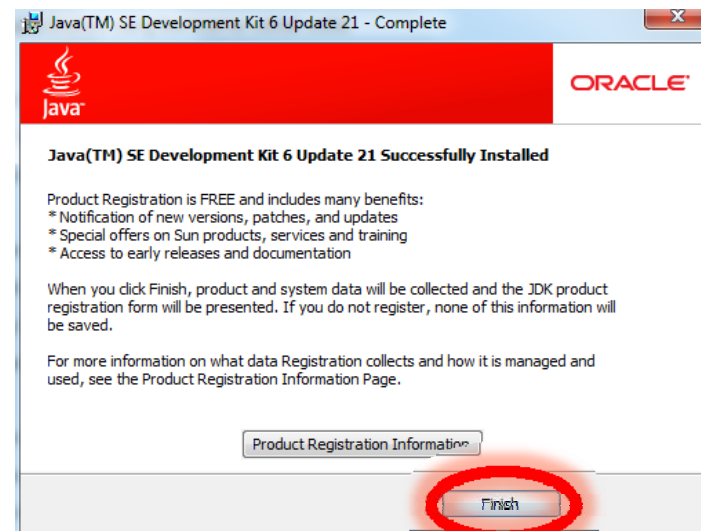 Java(TM) SE Development Kit 6 Update 21 - Complete
X
Java™
ORACLE®
Java(TM) SE Development Kit 6 Update 21 Successfully Installed
Product Registration is FREE and includes many benefits:
* Notification of new versions, patches, and updates
* Special offers on Sun products, services and training
* Access to early releases and documentation
When you click Finish, product and system data will be collected and the JDK product
registration form will be presented. If you do not register, none of this information will
be saved.
For more information on what data Registration collects and how it is managed and
used, see the Product Registration Information Page.
Product Registration Information
Finish